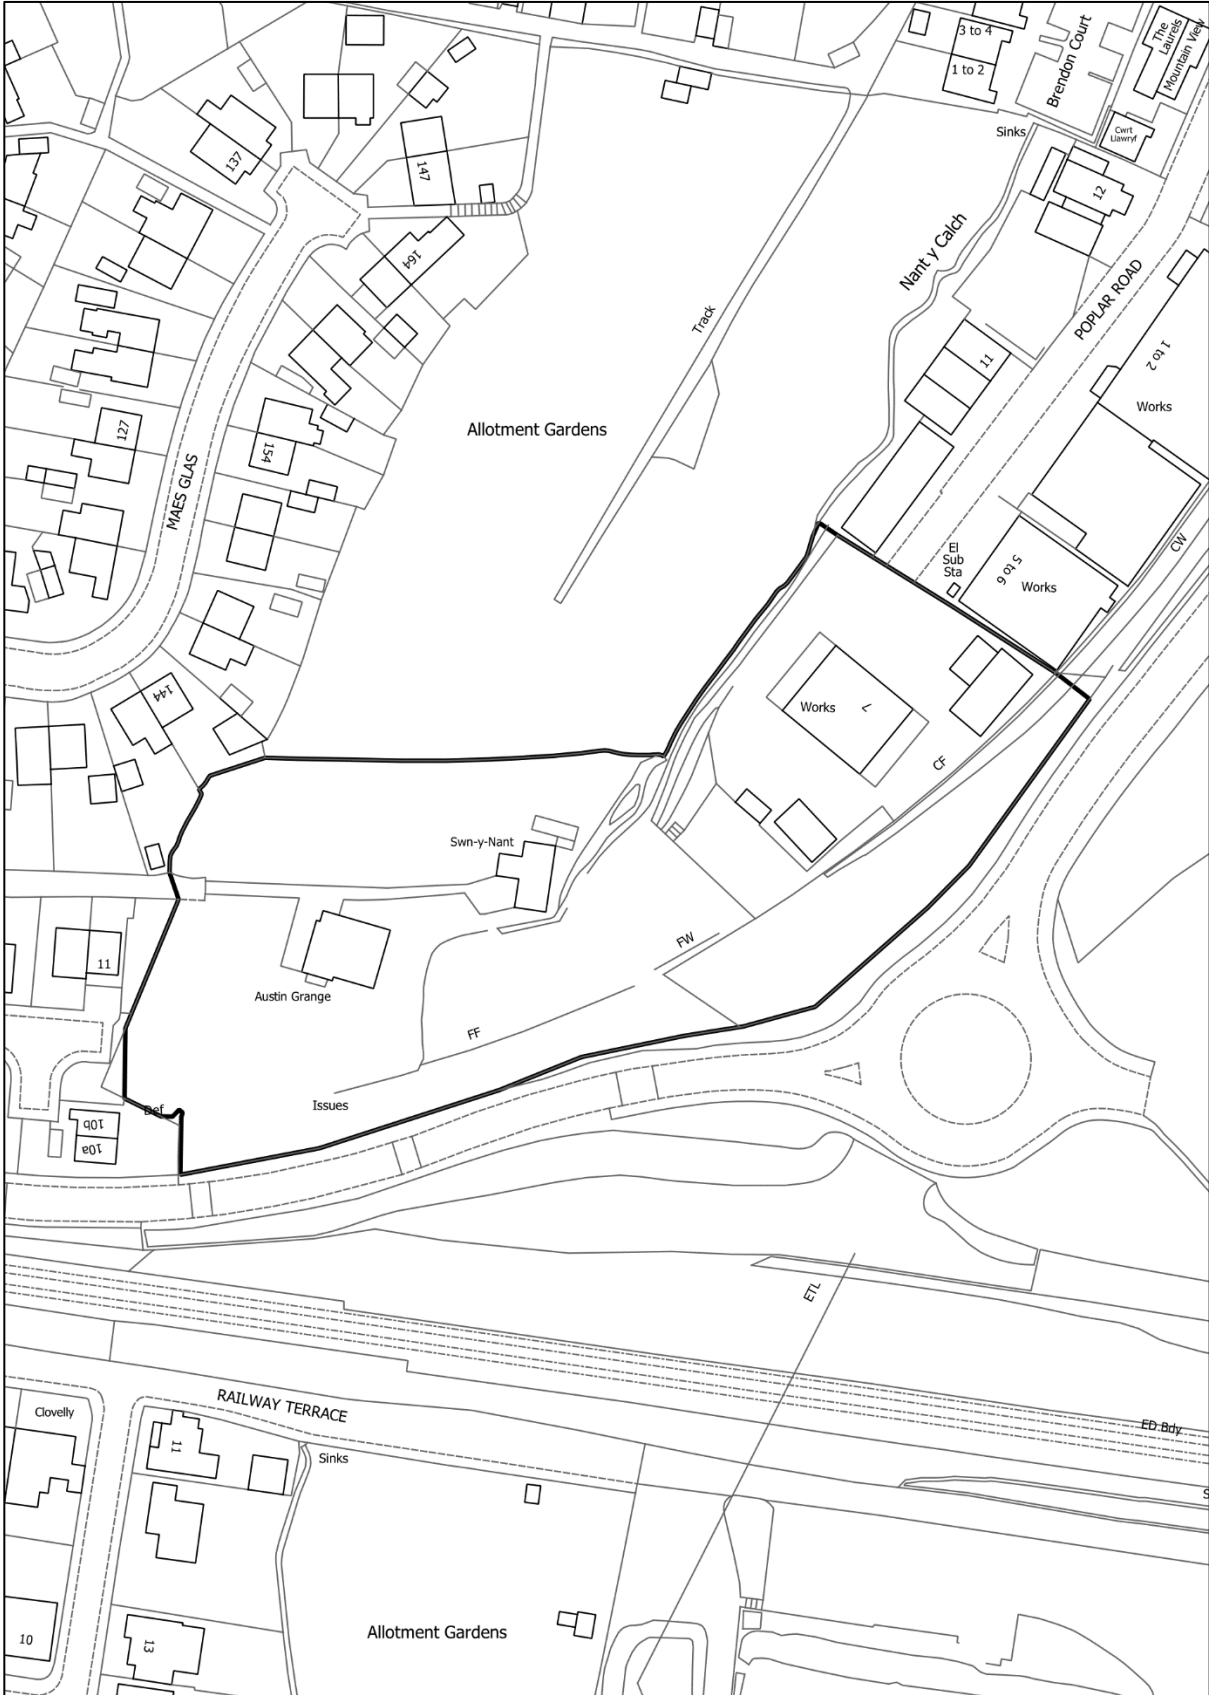 3 to 4
1 to 2
Brendon Court
The
Laurels
Mountain View
Sinks
Cwrt
Llawryf
137
147
12
164
Nant y Calch
POPLAR ROAD
Track
11
1 to 2
Works
127
154
Allotment Gardens
MAES GLAS
CW
El
Sub
Sta
5 to 6
Works
144
Works
7
CF
Swn-y-Nant
FW
11
Austin Grange
FF
Issues
Def
10b
10a
ETL
RAILWAY TERRACE
Clovelly
ED Bdy
11
Sinks
S
10
13
Allotment Gardens